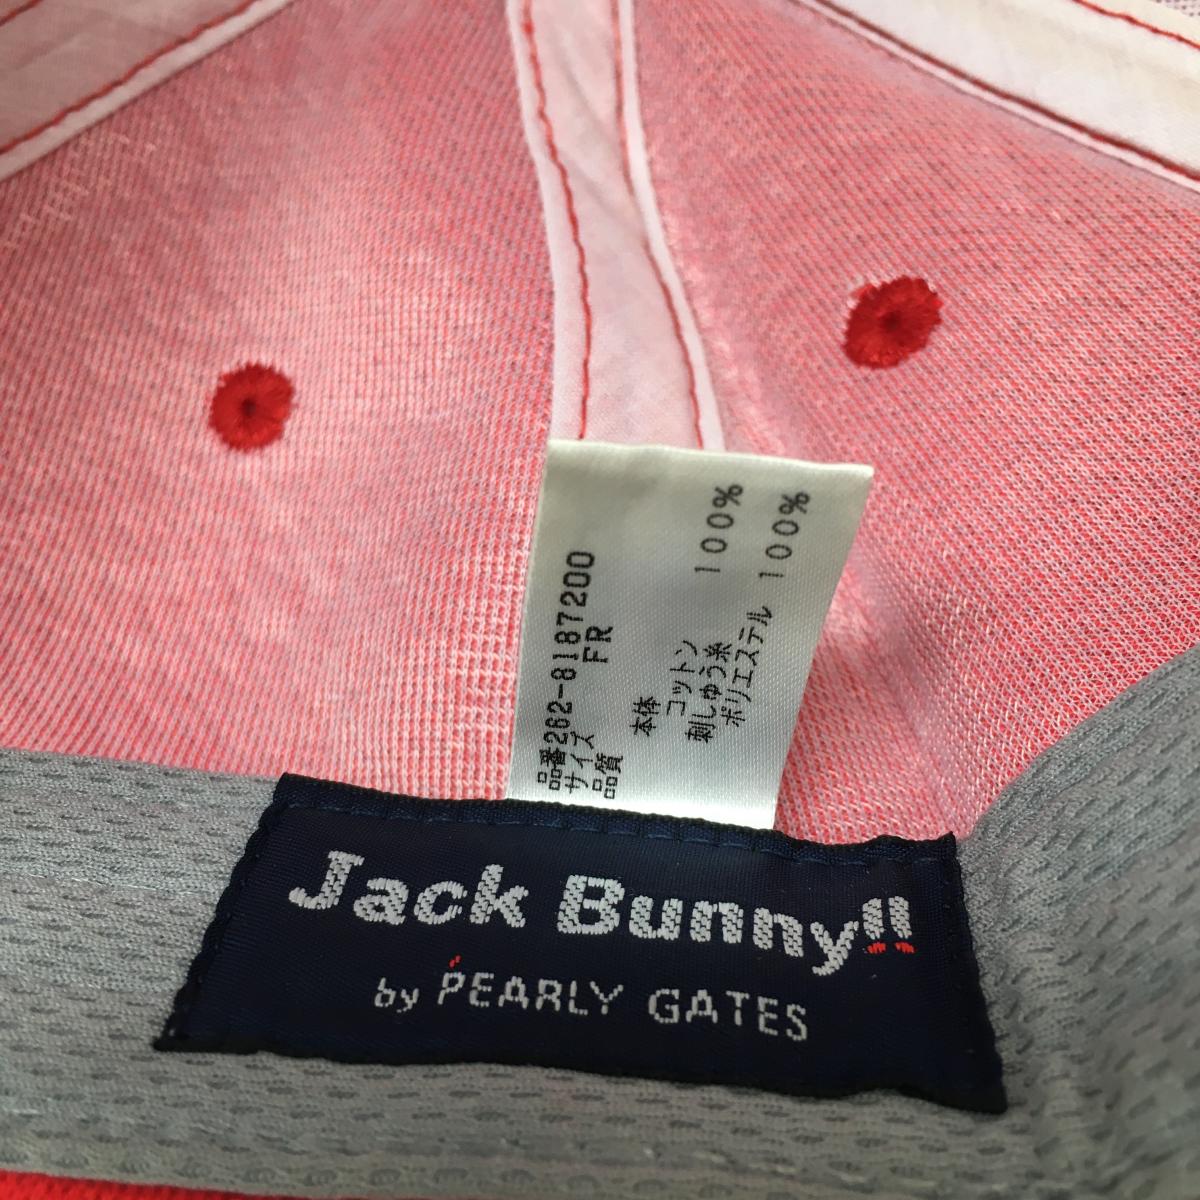 品番262-8187200
サイズ FR
品質
本体
コットン 100%
刺しゅう糸
ポリエステル 100%
Jack Bunny!!
by PEARLY GATES